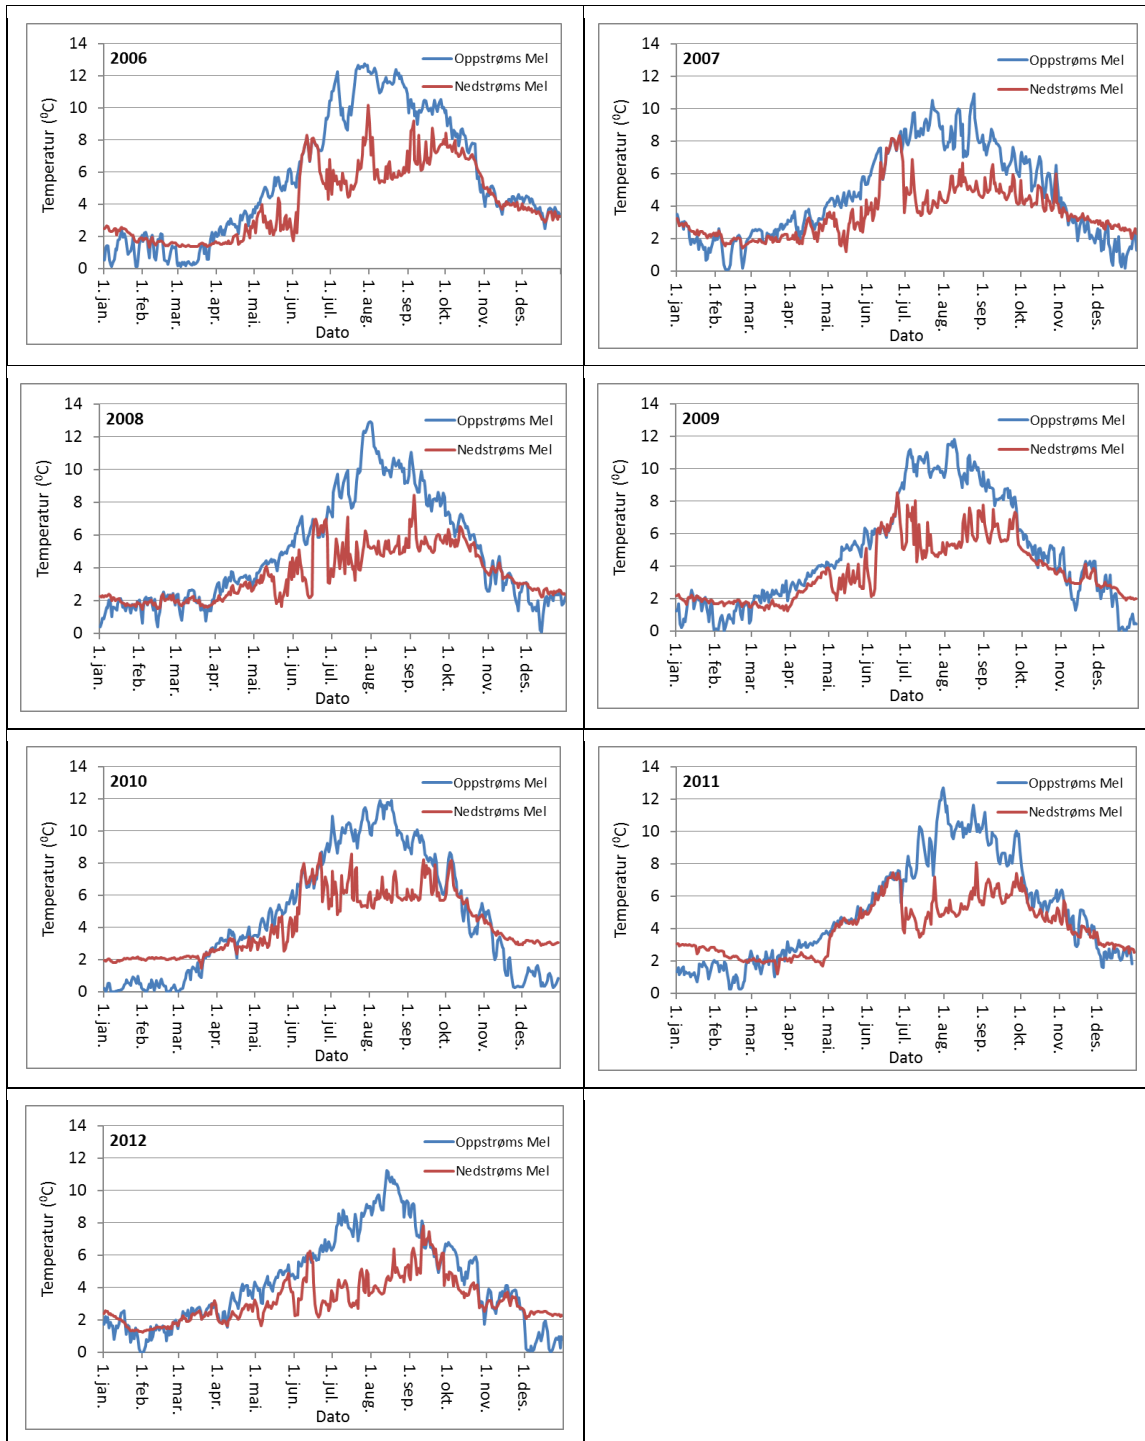 14
12
10
8
6
4
2
0
Temperatur (⁰C)
2006
Oppstrøms Mel
Nedstrøms Mel
1. jan.
1. feb.
1. mar.
1. apr.
1. mai.
1. jun.
1. jul.
1. aug.
1. sep.
1. okt.
1. nov.
1. des.
Dato
14
12
10
8
6
4
2
0
Temperatur (⁰C)
2007
Oppstrøms Mel
Nedstrøms Mel
1. jan.
1. feb.
1. mar.
1. apr.
1. mai.
1. jun.
1. jul.
1. aug.
1. sep.
1. okt.
1. nov.
1. des.
Dato
14
12
10
8
6
4
2
0
Temperatur (⁰C)
2008
Oppstrøms Mel
Nedstrøms Mel
1. jan.
1. feb.
1. mar.
1. apr.
1. mai.
1. jun.
1. jul.
1. aug.
1. sep.
1. okt.
1. nov.
1. des.
Dato
14
12
10
8
6
4
2
0
Temperatur (⁰C)
2009
Oppstrøms Mel
Nedstrøms Mel
1. jan.
1. feb.
1. mar.
1. apr.
1. mai.
1. jun.
1. jul.
1. aug.
1. sep.
1. okt.
1. nov.
1. des.
Dato
14
12
10
8
6
4
2
0
Temperatur (⁰C)
2010
Oppstrøms Mel
Nedstrøms Mel
1. jan.
1. feb.
1. mar.
1. apr.
1. mai.
1. jun.
1. jul.
1. aug.
1. sep.
1. okt.
1. nov.
1. des.
Dato
14
12
10
8
6
4
2
0
Temperatur (⁰C)
2011
Oppstrøms Mel
Nedstrøms Mel
1. jan.
1. feb.
1. mar.
1. apr.
1. mai.
1. jun.
1. jul.
1. aug.
1. sep.
1. okt.
1. nov.
1. des.
Dato
14
12
10
8
6
4
2
0
Temperatur (⁰C)
2012
Oppstrøms Mel
Nedstrøms Mel
1. jan.
1. feb.
1. mar.
1. apr.
1. mai.
1. jun.
1. jul.
1. aug.
1. sep.
1. okt.
1. nov.
1. des.
Dato